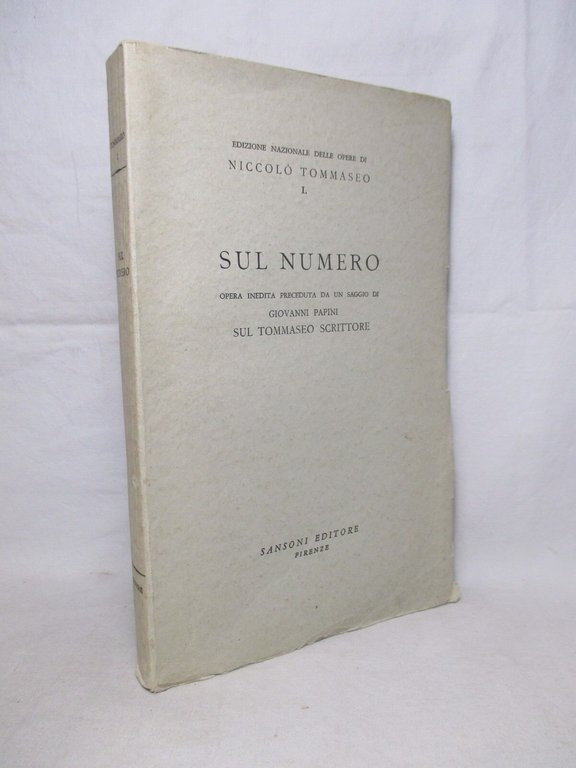 EDIZIONE NAZIONALE DELLE OPERE DI
NICCOLÒ TOMMASEO
I.
SUL NUMERO
OPERA INEDITA PRECEDUTA DA UN SAGGIO DI
GIOVANNI PAPINI
SUL TOMMASEO SCRITTORE
SANSONI EDITORE
FIRENZE